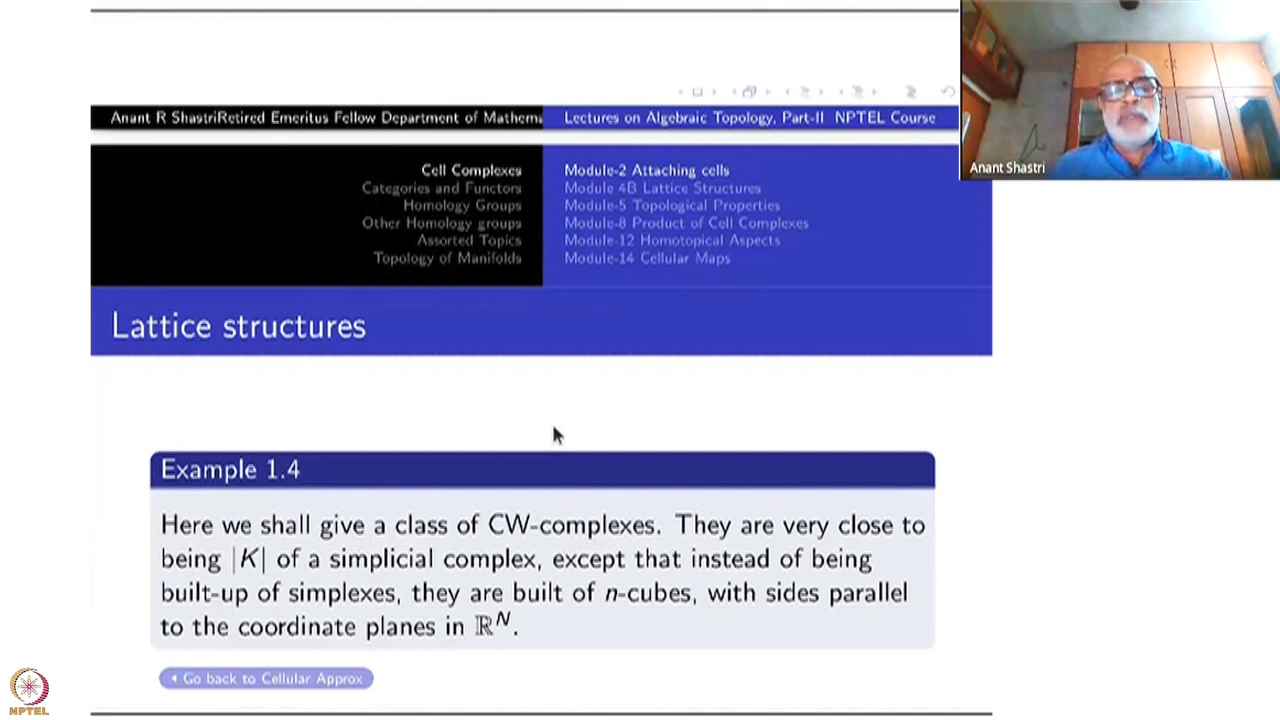 Anant R ShastriRetired Emeritus Fellow Department of Mathema
Lectures on Algebraic Topology, Part-II NPTEL Course
Anant Shastri
Cell Complexes
Categories and Functors
Homology Groups
Other Homology groups
Assorted Topics
Topology of Manifolds
Module-2 Attaching cells
Module 4B Lattice Structures
Module-5 Topological Properties
Module-8 Product of Cell Complexes
Module-12 Homotopical Aspects
Module-14 Cellular Maps
Lattice structures
Example 1.4
Here we shall give a class of CW-complexes. They are very close to
being |K| of a simplicial complex, except that instead of being
built-up of simplexes, they are built of n-cubes, with sides parallel
to the coordinate planes in ℝᴺ.
Go back to Cellular Approx
NPTEL